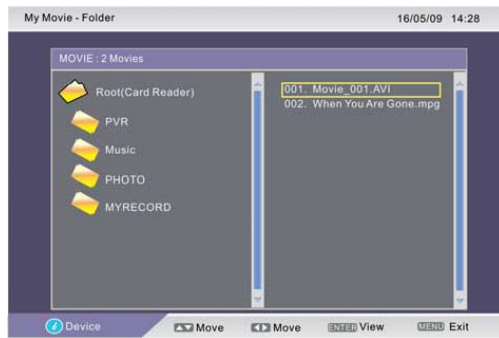 My Movie - Folder 16/05/09 14:28
MOVIE : 2 Movies
Root(Card Reader)
PVR
Music
PHOTO
MYRECORD
001. Movie_001.AVI
002. When You Are Gone.mpg
i Device Move Move ENTER View MENU Exit